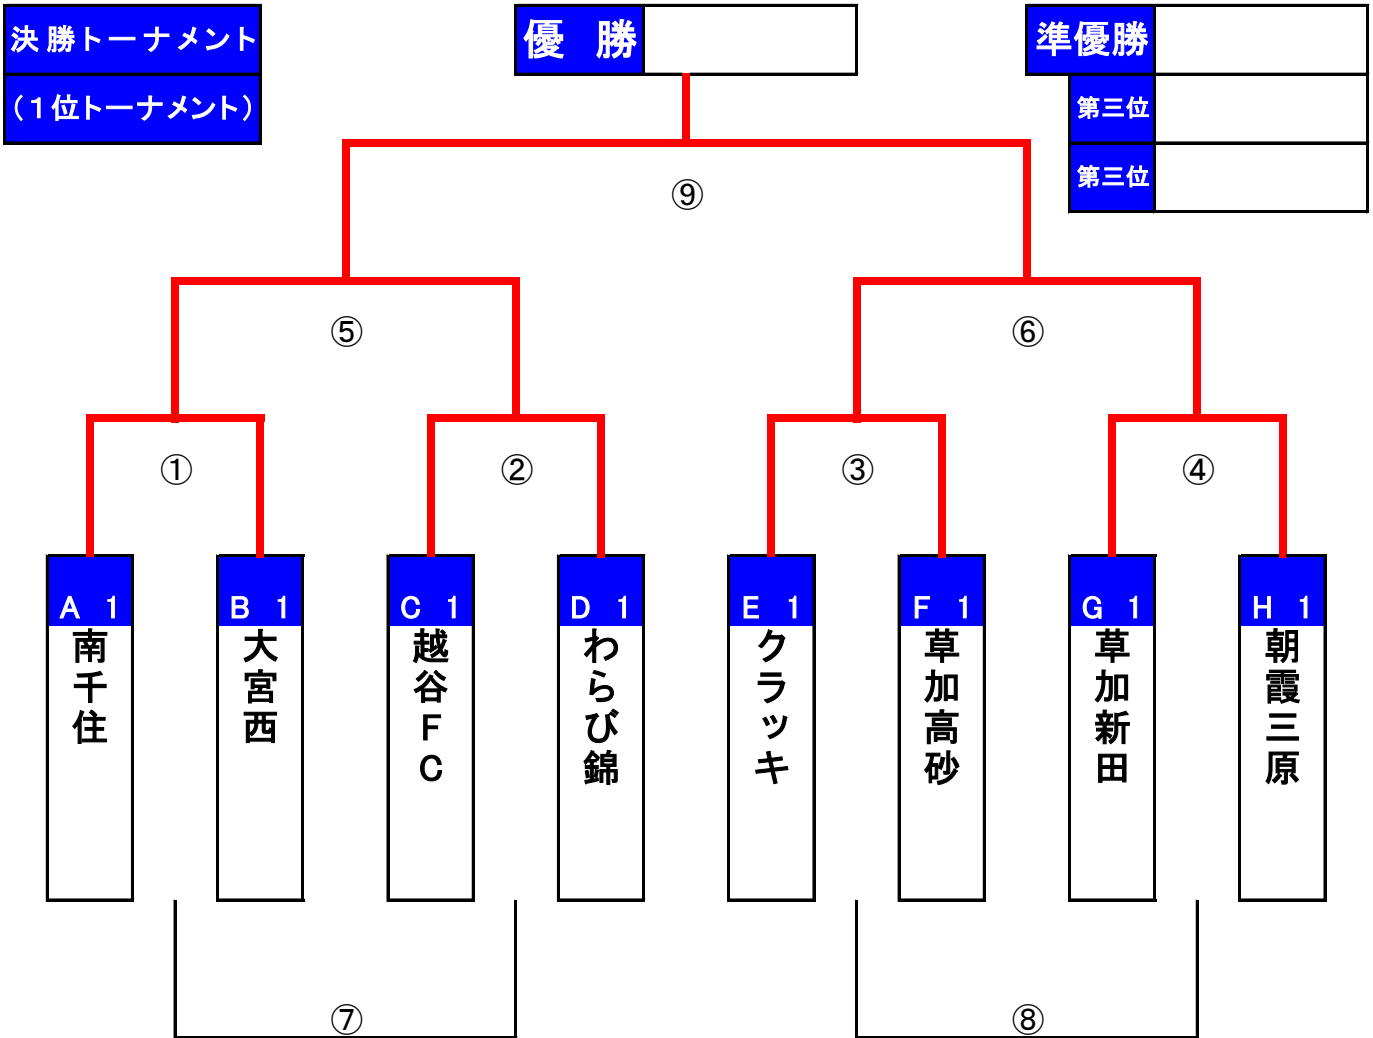 決勝トーナメント
(1位トーナメント)
優 勝
準優勝
第三位
第三位
⑨
⑤
⑥
①
②
③
④
A 1
南千住
B 1
大宮西
C 1
越谷FC
D 1
わらび錦
E 1
クラッキ
F 1
草加高砂
G 1
草加新田
H 1
朝霞三原
⑦
⑧